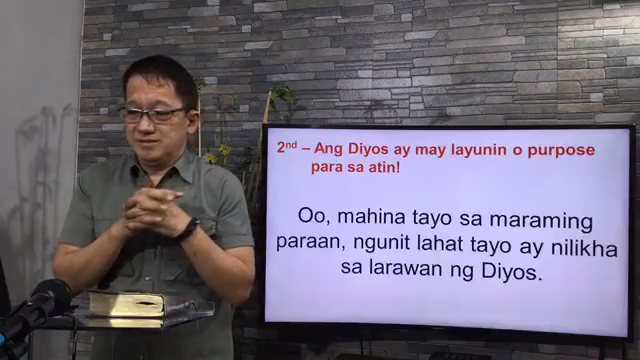 2nd – Ang Diyos ay may layunin o purpose
para sa atin!
Oo, mahina tayo sa maraming
paraan, ngunit lahat tayo ay nilikha
sa larawan ng Diyos.